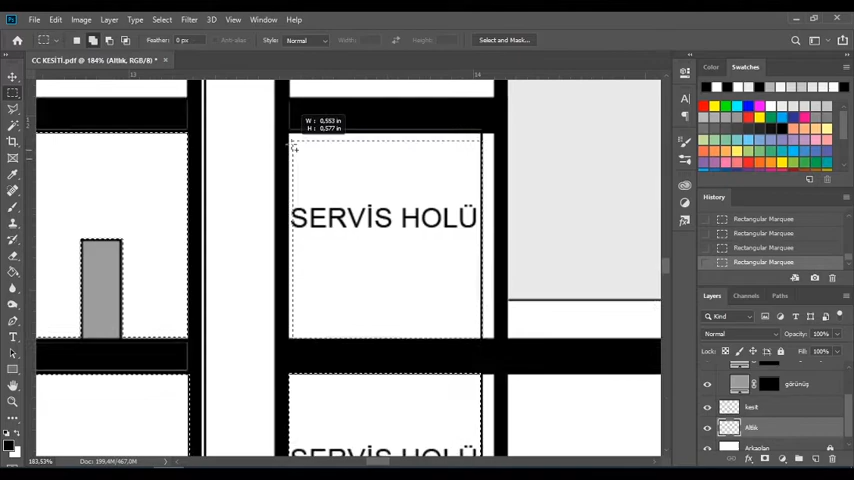 File Edit Image Layer Type Select Filter 3D View Window Help
Feather: 0 px Anti-alias Style: Normal Width: Height: Select and Mask...
CC KESİTİ.pdf @ 184% (Altlık, RGB/8) *
13 14
W: 0,553 in
H: 0,577 in
SERVİS HOLÜ
SERVİS HOLÜ
Color Swatches
History
Rectangular Marquee
Rectangular Marquee
Rectangular Marquee
Rectangular Marquee
Layers Channels Paths
Kind
Normal Opacity: 100%
Lock: Fill: 100%
görünüş
kesit
Altlık
Arkaplan
183.53% Doc: 199,4M/467,0M